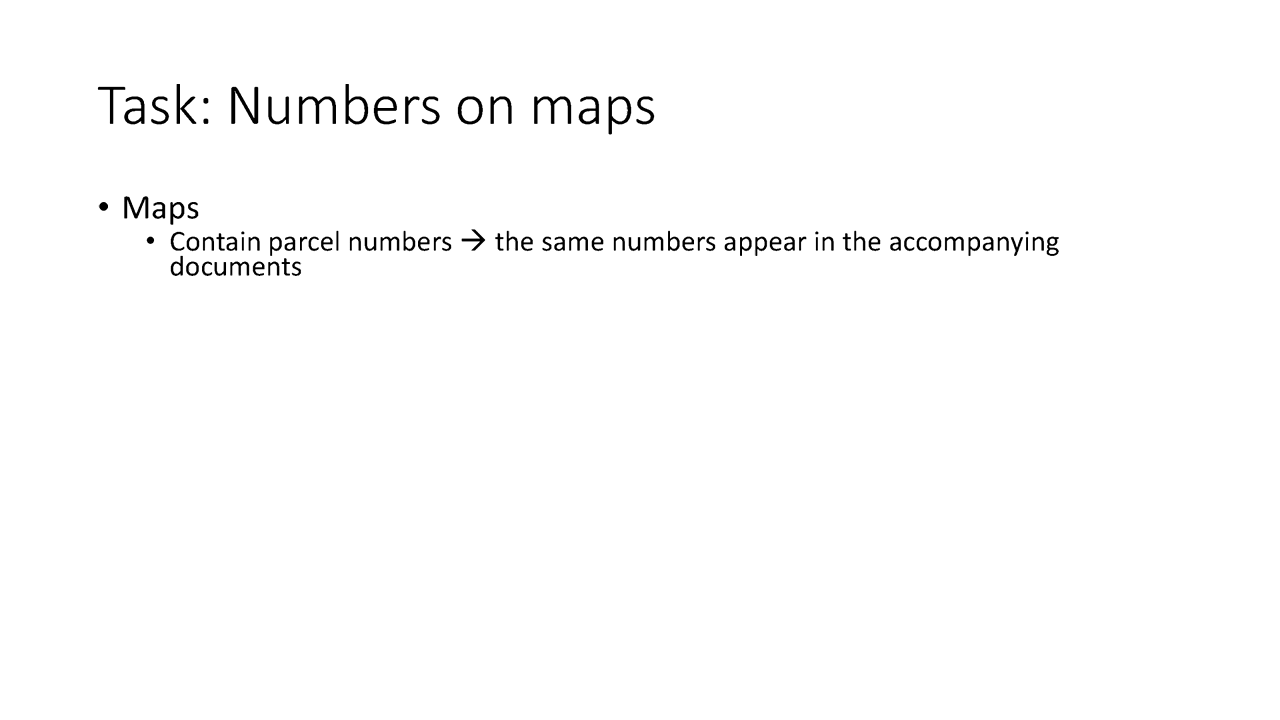 Task: Numbers on maps
• Maps
• Contain parcel numbers → the same numbers appear in the accompanying
documents